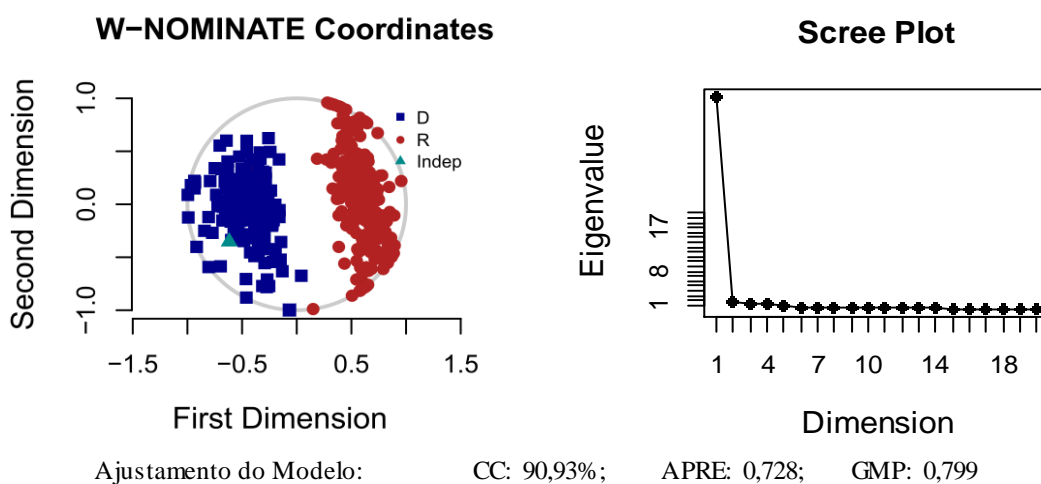 W−NOMINATE Coordinates
Second Dimension
1.0
0.0
−1.0
D
R
Indep
−1.5
−0.5
0.5
1.5
First Dimension
Scree Plot
Eigenvalue
17
8
1
1
4
7
10
14
18
Dimension
Ajustamento do Modelo: CC: 90,93%; APRE: 0,728; GMP: 0,799